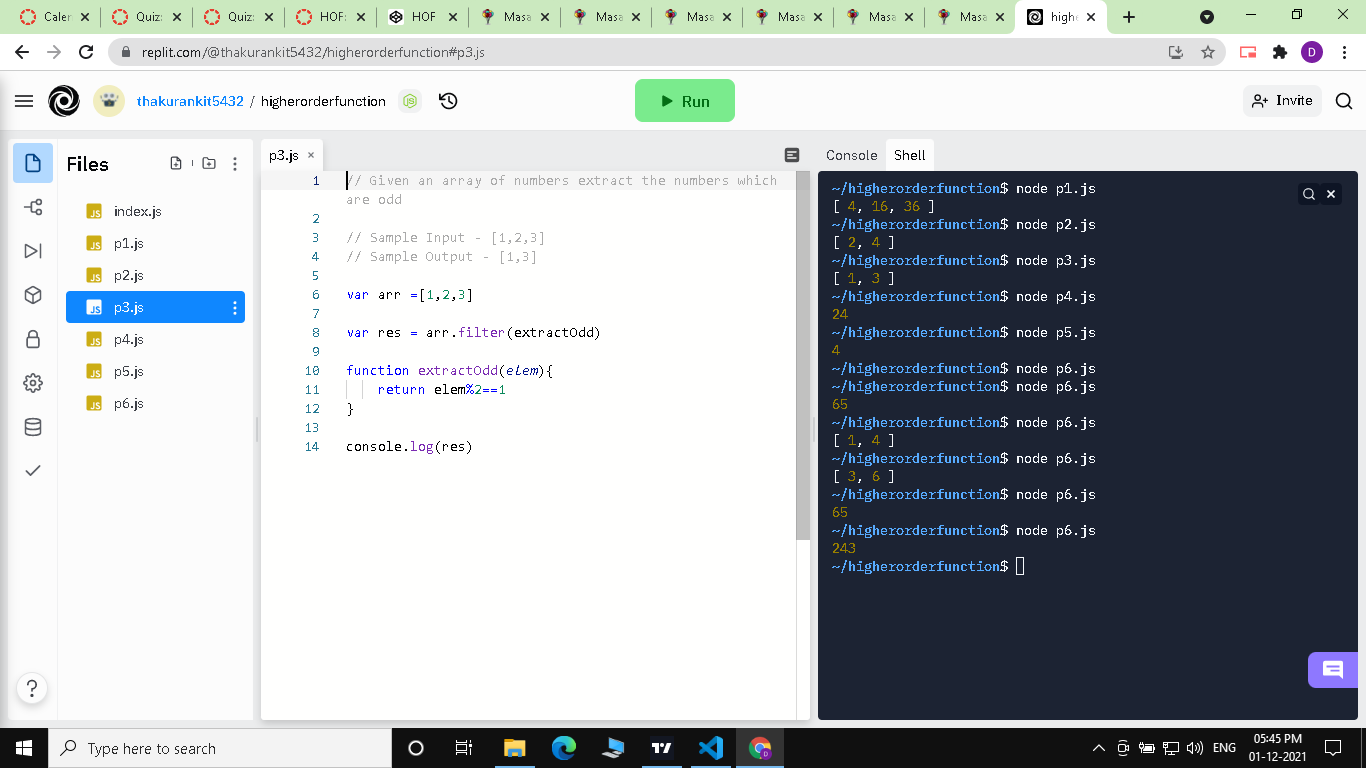 Calen
Quiz:
Quiz:
HOF:
HOF
Masa
Masa
Masa
Masa
Masa
Masa
high
replit.com/@thakurankit5432/higherorderfunction#p3.js
D
thakurankit5432 / higherorderfunction
Run
Invite
Files
JS index.js
JS p1.js
JS p2.js
JS p3.js
JS p4.js
JS p5.js
JS p6.js
p3.js
1 // Given an array of numbers extract the numbers which
are odd
2
3 // Sample Input - [1,2,3]
4 // Sample Output - [1,3]
5
6 var arr =[1,2,3]
7
8 var res = arr.filter(extractOdd)
9
10 function extractOdd(elem){
11 return elem%2==1
12 }
13
14 console.log(res)
Console Shell
~/higherorderfunction$ node p1.js
[ 4, 16, 36 ]
~/higherorderfunction$ node p2.js
[ 2, 4 ]
~/higherorderfunction$ node p3.js
[ 1, 3 ]
~/higherorderfunction$ node p4.js
24
~/higherorderfunction$ node p5.js
4
~/higherorderfunction$ node p6.js
~/higherorderfunction$ node p6.js
65
~/higherorderfunction$ node p6.js
[ 1, 4 ]
~/higherorderfunction$ node p6.js
[ 3, 6 ]
~/higherorderfunction$ node p6.js
65
~/higherorderfunction$ node p6.js
243
~/higherorderfunction$
?
Type here to search
ENG
05:45 PM
01-12-2021